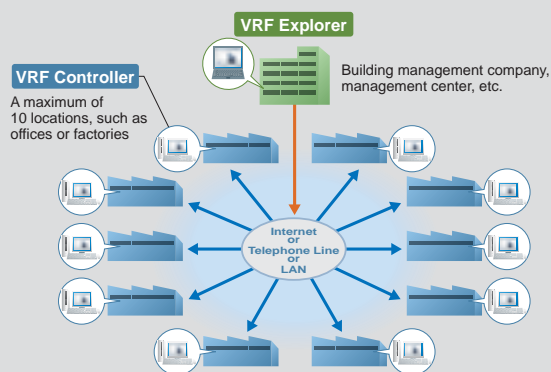 VRF Explorer
Building management company,
management center, etc.
VRF Controller
A maximum of
10 locations, such as
offices or factories
Internet
or
Telephone Line
or
LAN